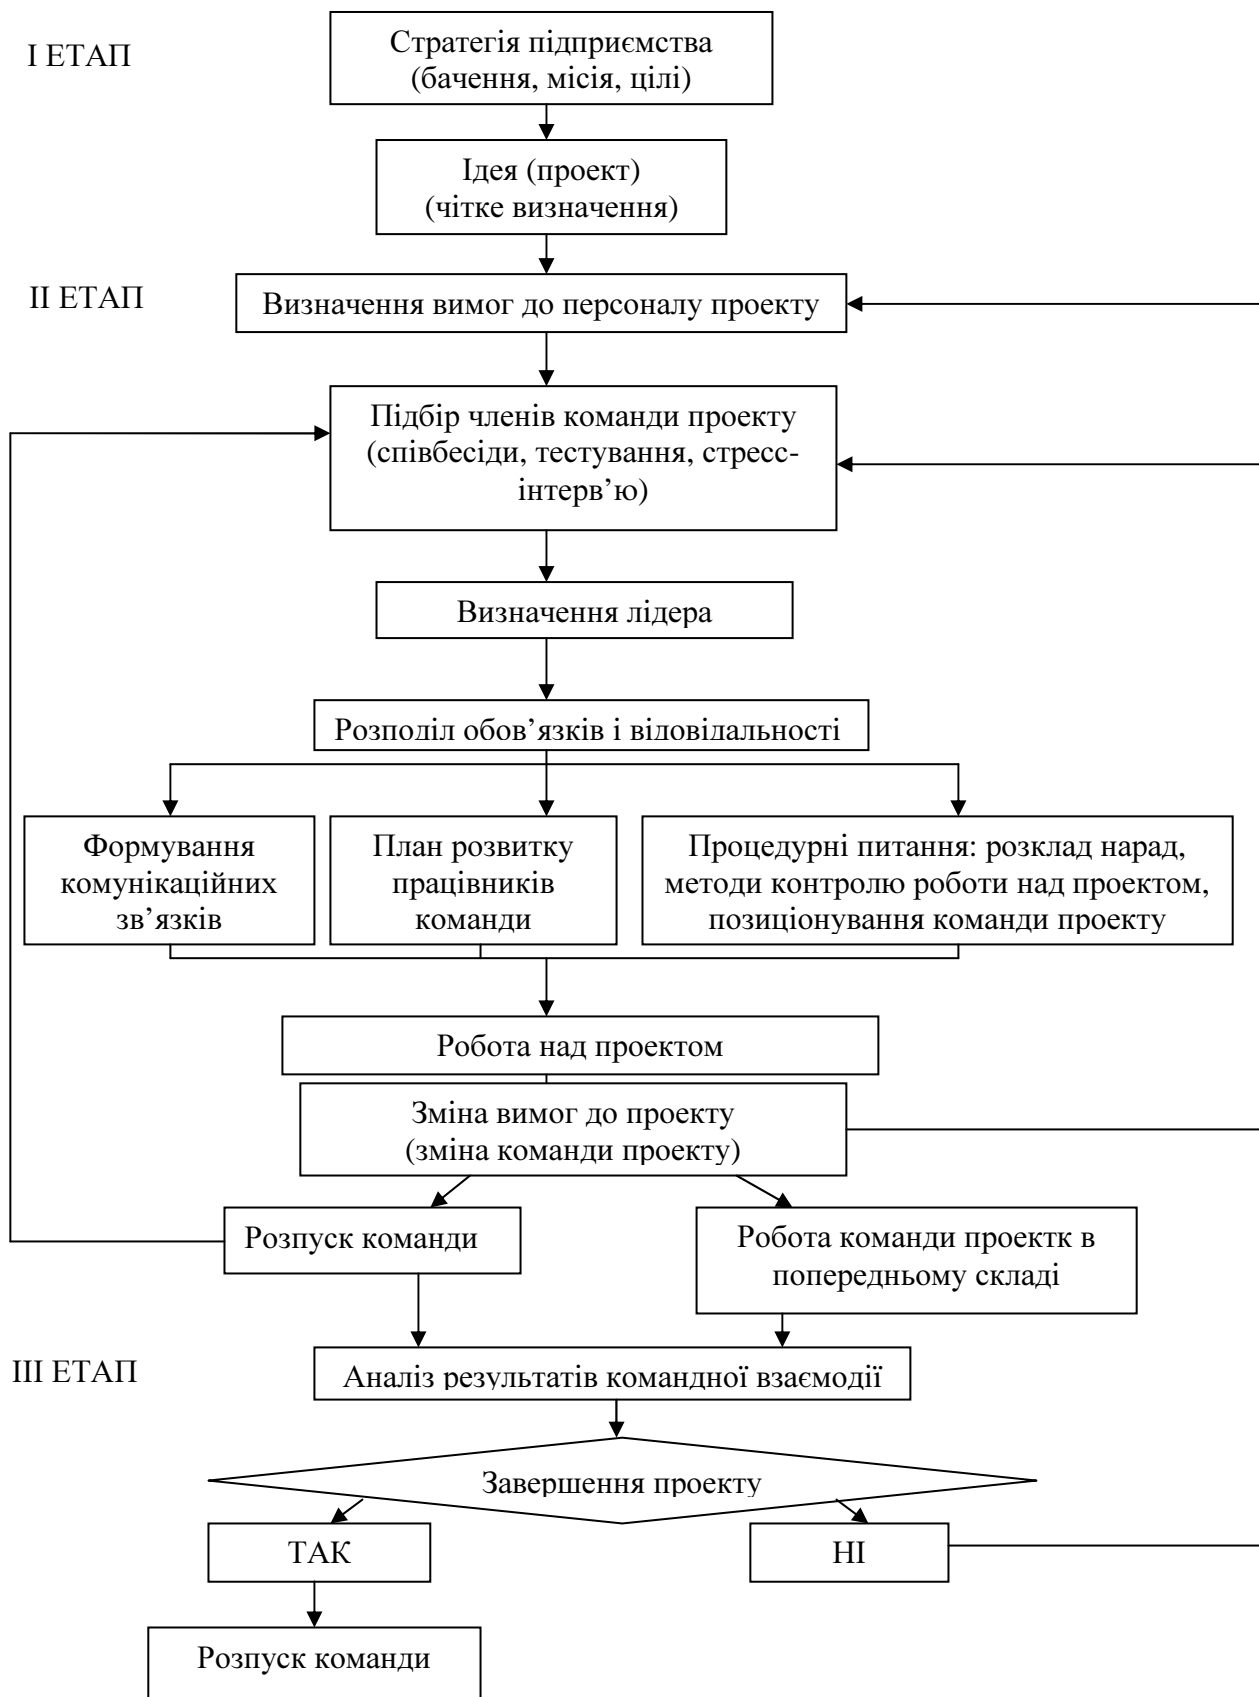 І ЕТАП
Стратегія підприємства
(бачення, місія, цілі)
Ідея (проект)
(чітке визначення)
ІІ ЕТАП
Визначення вимог до персоналу проекту
Підбір членів команди проекту
(співбесіди, тестування, стресс-
інтерв’ю)
Визначення лідера
Розподіл обов’язків і відовідальності
Формування
комунікаційних
зв’язків
План розвитку
працівників
команди
Процедурні питання: розклад нарад,
методи контролю роботи над проектом,
позиціонування команди проекту
Робота над проектом
Зміна вимог до проекту
(зміна команди проекту)
Розпуск команди
Робота команди проектк в
попередньому складі
ІІІ ЕТАП
Аналіз результатів командної взаємодії
Завершення проекту
ТАК
НІ
Розпуск команди